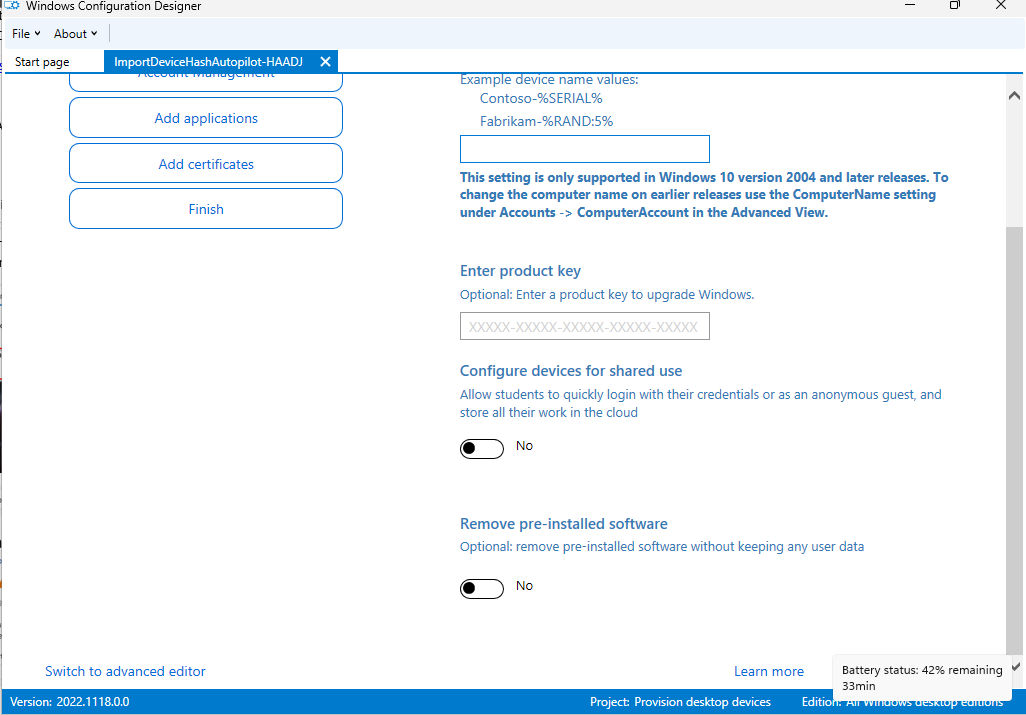 Windows Configuration Designer
File
About
Start page
ImportDeviceHashAutopilot-HAADJ
Account Management
Add applications
Add certificates
Finish
Example device name values:
Contoso-%SERIAL%
Fabrikam-%RAND:5%
This setting is only supported in Windows 10 version 2004 and later releases. To
change the computer name on earlier releases use the ComputerName setting
under Accounts -> ComputerAccount in the Advanced View.
Enter product key
Optional: Enter a product key to upgrade Windows.
XXXXX-XXXXX-XXXXX-XXXXX-XXXXX
Configure devices for shared use
Allow students to quickly login with their credentials or as an anonymous guest, and
store all their work in the cloud
No
Remove pre-installed software
Optional: remove pre-installed software without keeping any user data
No
Switch to advanced editor
Learn more
Battery status: 42% remaining
33min
Version: 2022.1118.0.0
Project: Provision desktop devices
Edition: All Windows desktop editions